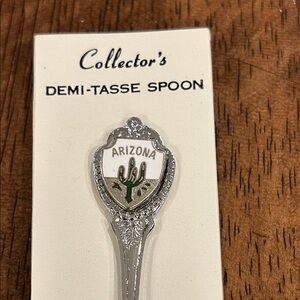 Collector's
DEMI-TASSE SPOON
ARIZONA